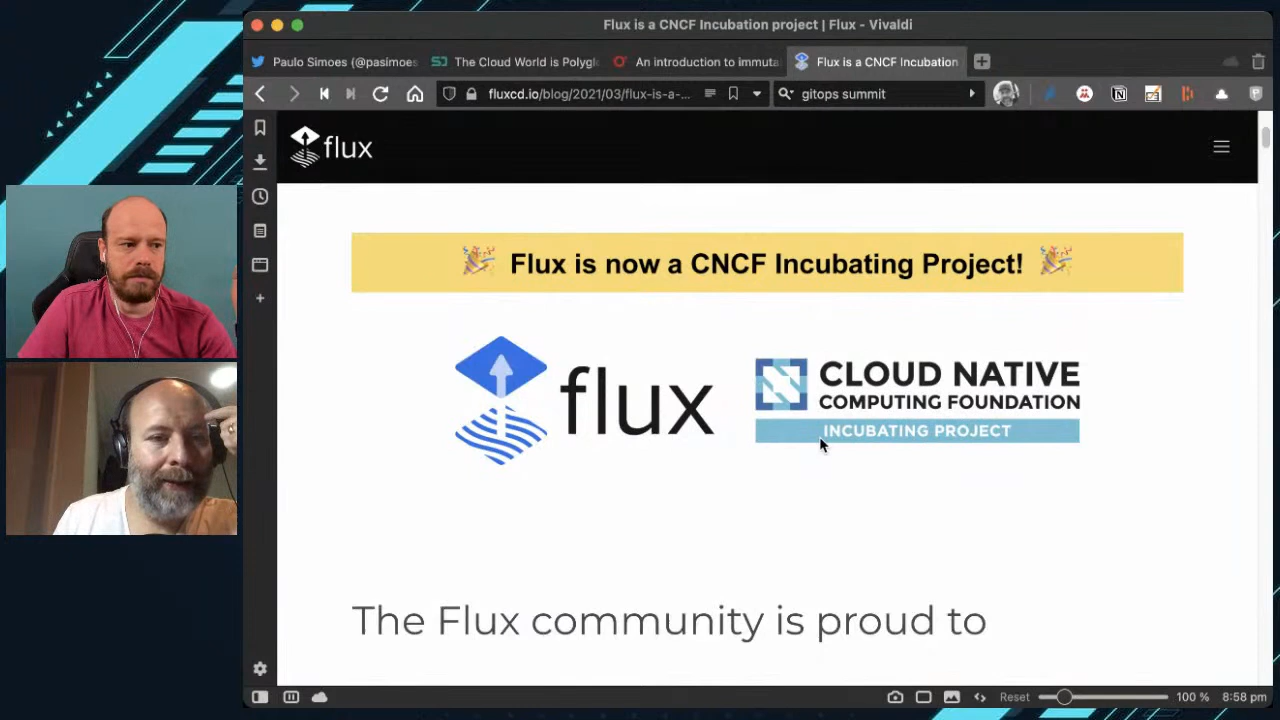 Flux is a CNCF Incubation project | Flux - Vivaldi
Paulo Simoes (@pasimoes
The Cloud World is Polygl
An introduction to immuta
Flux is a CNCF Incubation
fluxcd.io/blog/2021/03/flux-is-a-...
gitops summit
flux
🎉 Flux is now a CNCF Incubating Project! 🎉
flux
CLOUD NATIVE
COMPUTING FOUNDATION
INCUBATING PROJECT
The Flux community is proud to
Reset
100 %
8:58 pm